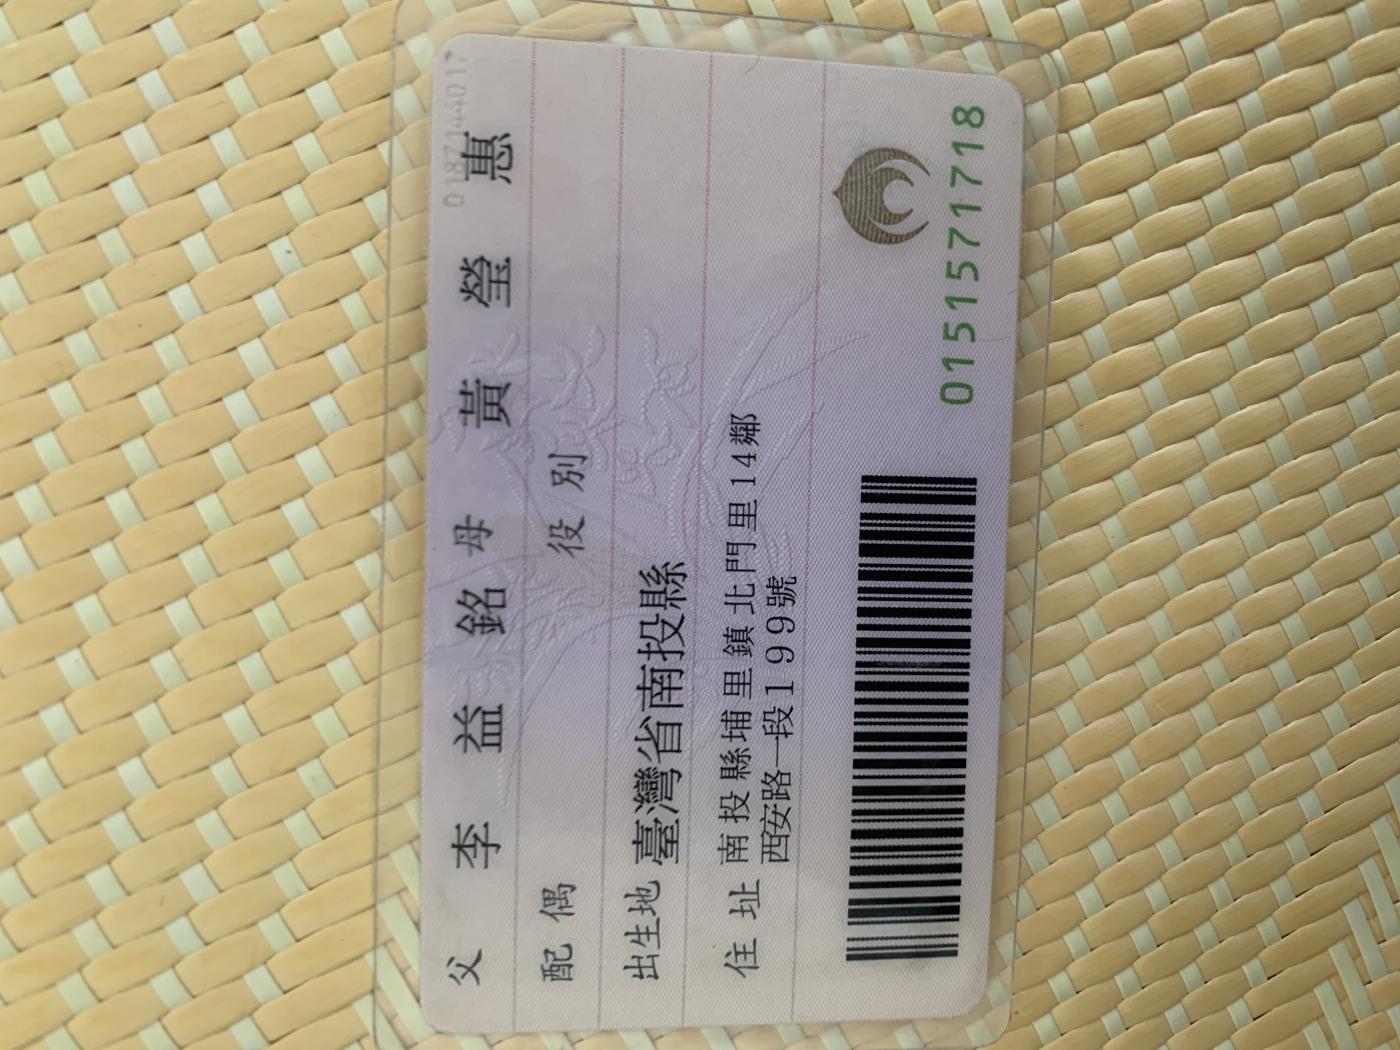 父 李益銘 母 黃瑩惠
配偶 役別
出生地 臺灣省南投縣
住址 南投縣埔里鎮北門里14鄰
西安路一段199號
0151571718